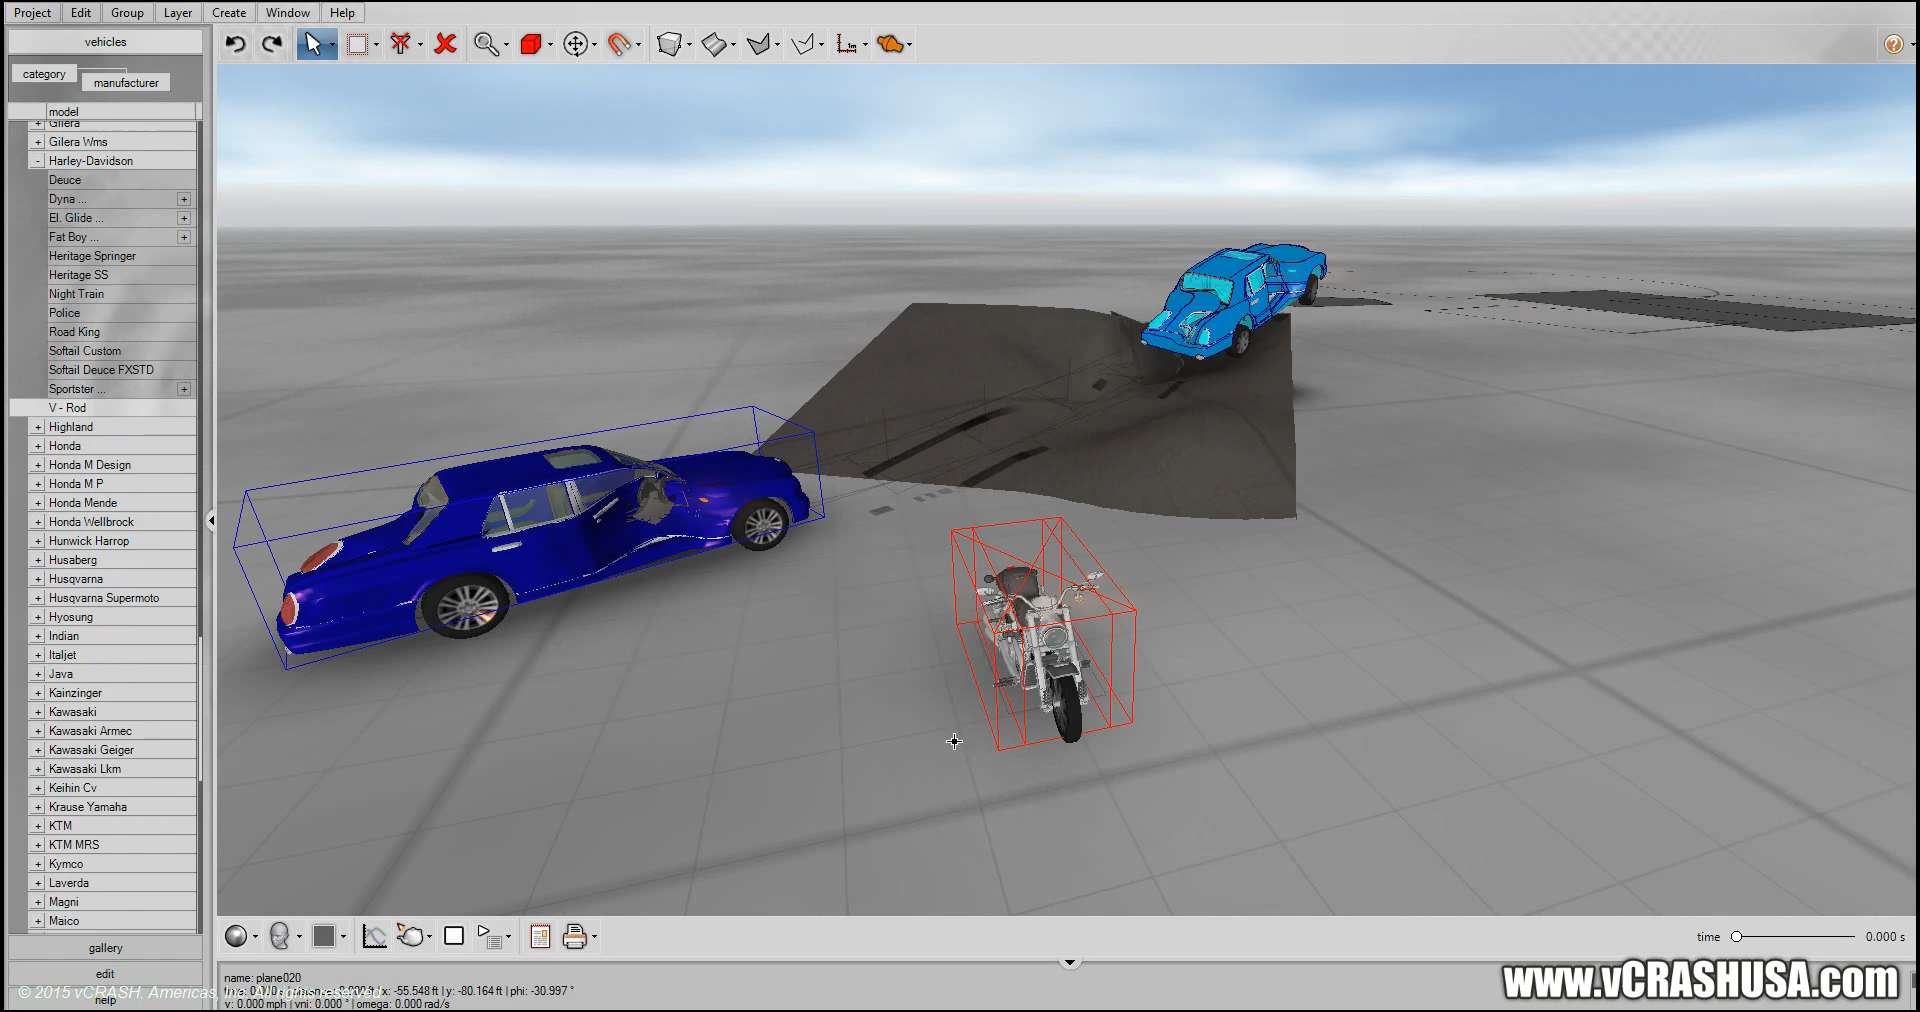 Project Edit Group Layer Create Window Help
vehicles
category
manufacturer
model
Gilera
+ Gilera Wms
- Harley-Davidson
Deuce
Dyna ... +
El. Glide ... +
Fat Boy ... +
Heritage Springer
Heritage SS
Night Train
Police
Road King
Softail Custom
Softail Deuce FXSTD
Sportster ... +
V - Rod
+ Highland
+ Honda
+ Honda M Design
+ Honda M P
+ Honda Mende
+ Honda Wellbrock
+ Hunwick Harrop
+ Husaberg
+ Husqvarna
+ Husqvarna Supermoto
+ Hyosung
+ Indian
+ Italjet
+ Java
+ Kainzinger
+ Kawasaki
+ Kawasaki Armec
+ Kawasaki Geiger
+ Kawasaki Lkm
+ Keihin Cv
+ Krause Yamaha
+ KTM
+ KTM MRS
+ Kymco
+ Laverda
+ Magni
+ Maico
gallery
edit
help
time 0.000 s
name: plane020
x: -55.548 ft | y: -80.164 ft | phi: -30.997 °
v: 0.000 mph | vni: 0.000 ° | omega: 0.000 rad/s
© 2015 vCRASH, Americas, Inc. All rights reserved.
www.vCRASHUSA.com